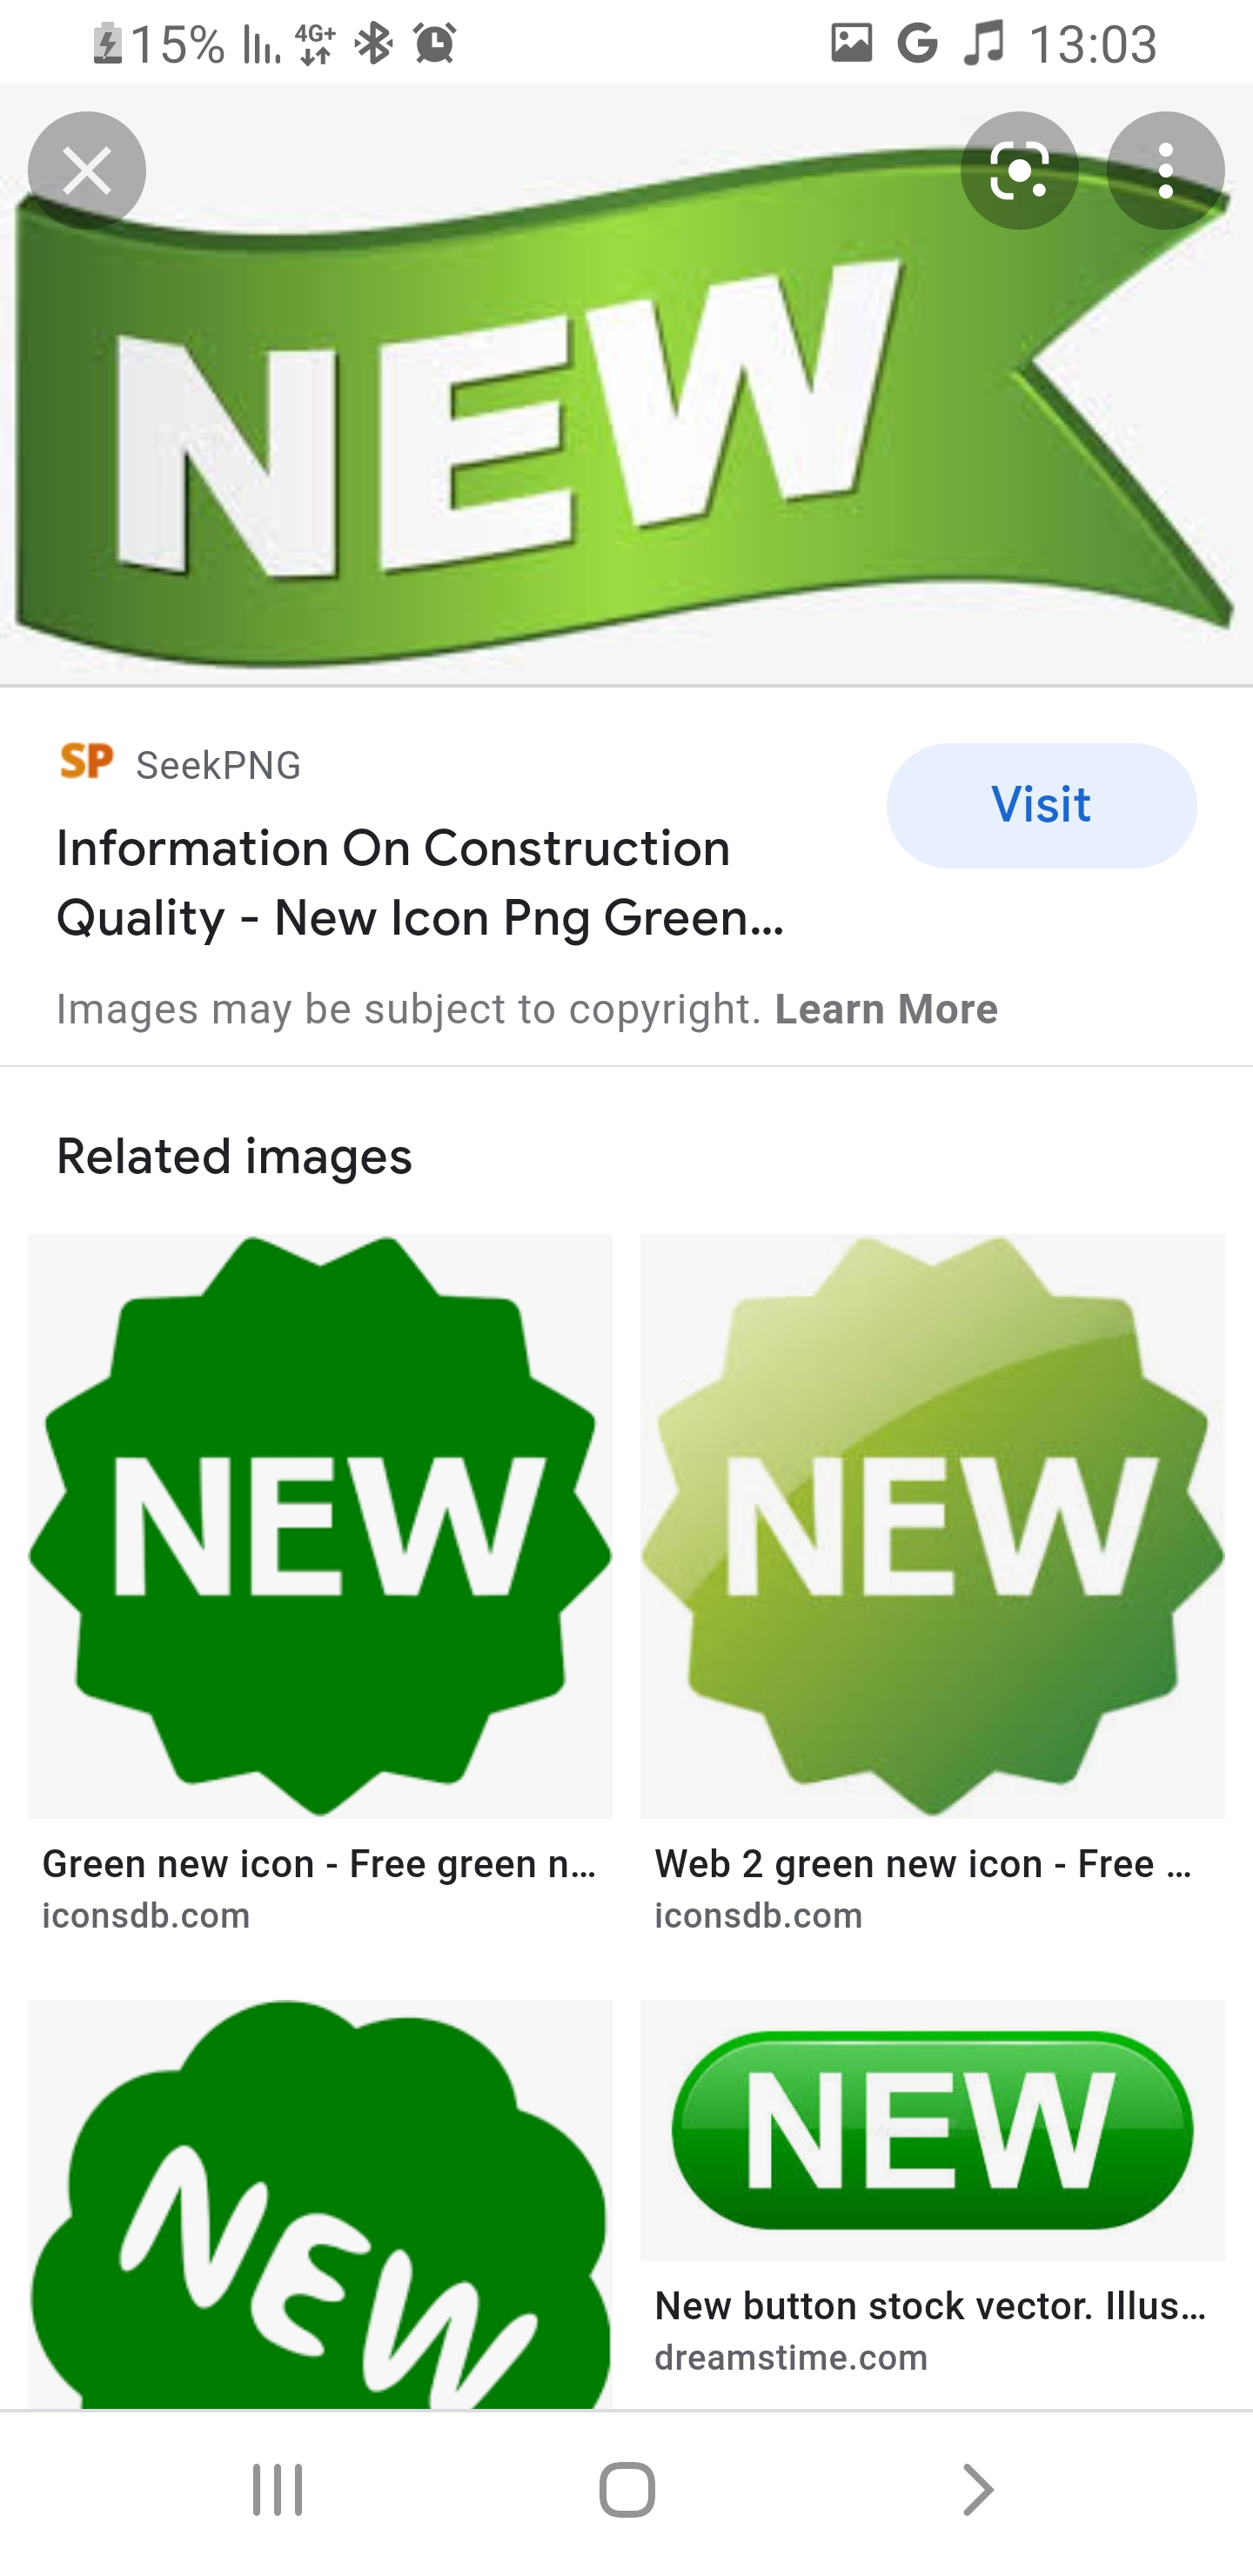 15% 4G+ 13:03
NEW
SP SeekPNG
Visit
Information On Construction
Quality - New Icon Png Green...
Images may be subject to copyright. Learn More
Related images
NEW
NEW
Green new icon - Free green n...
iconsdb.com
Web 2 green new icon - Free ...
iconsdb.com
NEW
NEW
New button stock vector. Illus...
dreamstime.com